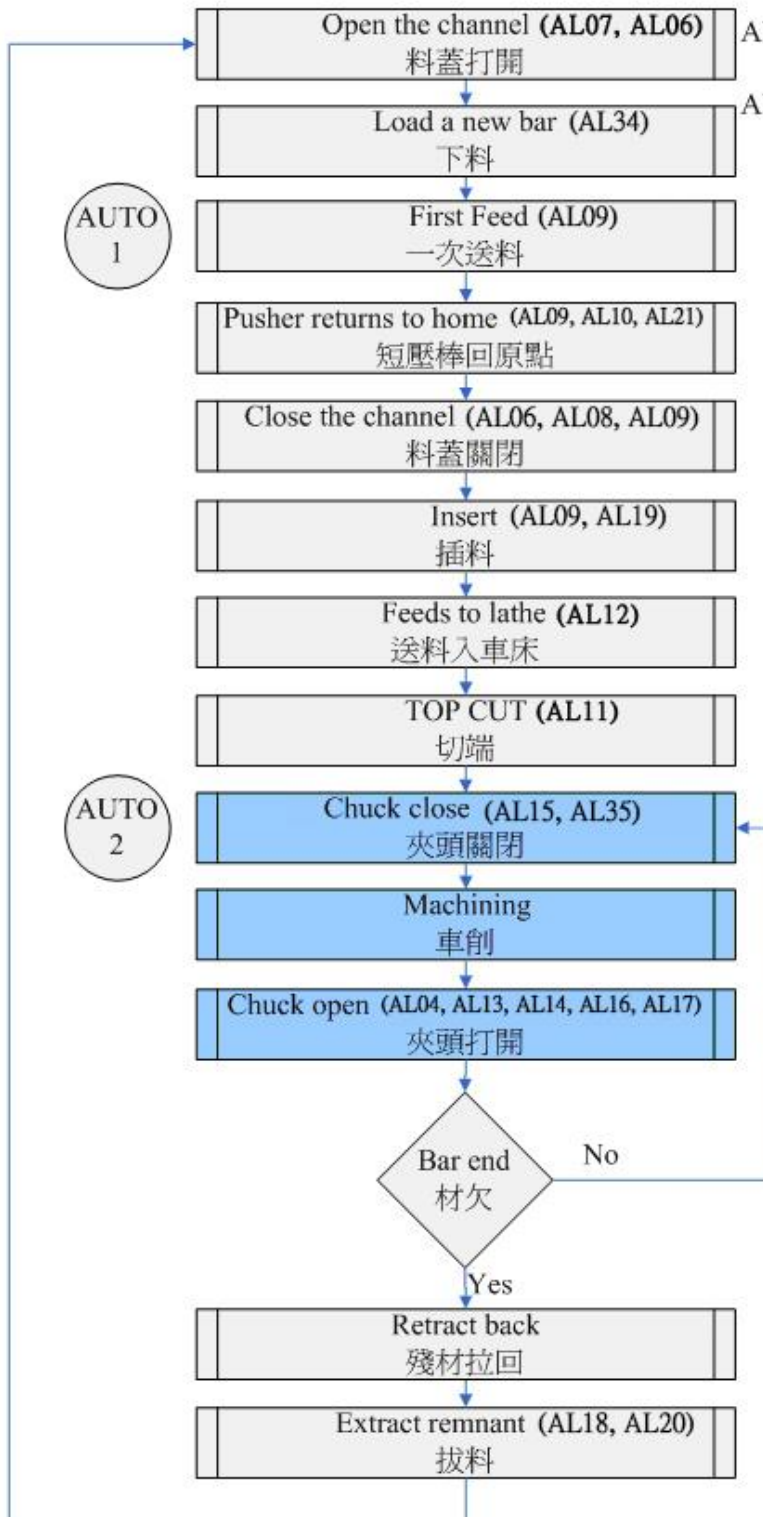 Open the channel (AL07, AL06)
料蓋打開
A
Load a new bar (AL34)
下料
A
AUTO
1
First Feed (AL09)
一次送料
Pusher returns to home (AL09, AL10, AL21)
短壓棒回原點
Close the channel (AL06, AL08, AL09)
料蓋關閉
Insert (AL09, AL19)
插料
Feeds to lathe (AL12)
送料入車床
TOP CUT (AL11)
切端
AUTO
2
Chuck close (AL15, AL35)
夾頭關閉
Machining
車削
Chuck open (AL04, AL13, AL14, AL16, AL17)
夾頭打開
Bar end
材欠
No
Yes
Retract back
殘材拉回
Extract remnant (AL18, AL20)
拔料